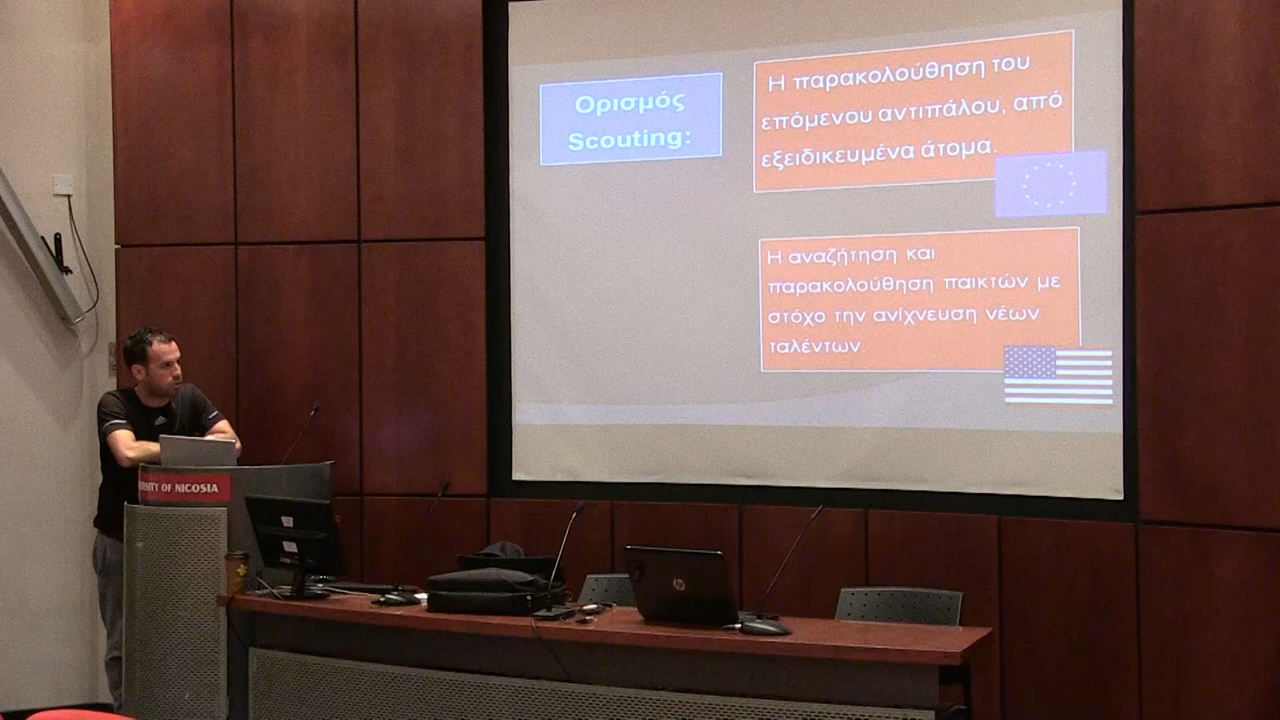 Ορισμός
Scouting:
Η παρακολούθηση του
επόμενου αντιπάλου, από
εξειδικευμένα άτομα.
Η αναζήτηση και
παρακολούθηση παικτών με
στόχο την ανίχνευση νέων
ταλέντων.
OF NICOSIA
hp